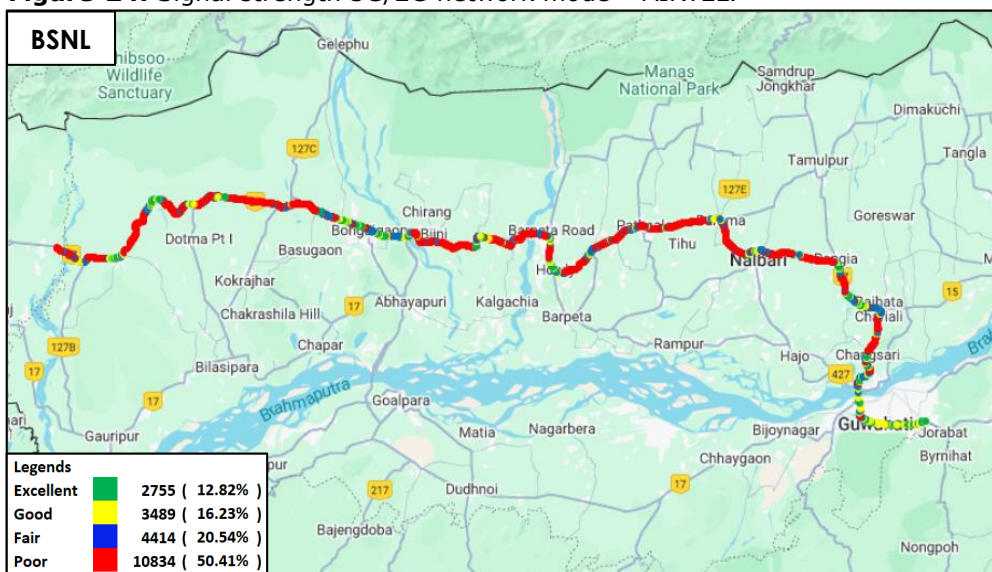 BSNL
Gelephu
Wildlife
Sanctuary
Manas
National Park
Samdrup
Jongkhar
Dimakuchi
127C
Tangla
Tamulpur
127E
Chirang
Goreswar
Dotma Pt I
Bijni
Barpeta Road
Basugaon
Tihu
Nalbari
Kokrajhar
Abhayapuri
Kalgachia
15
17
Chakrashila Hill
Barpeta
127B
Chapar
Rampur
Hajo
Changsari
17
Bilasipara
427
Brahmaputra
17
Goalpara
Guwahati
Gauripur
Matia
Nagarbera
Bijoynagar
Jorabat
Byrnihat
Chhaygaon
217
Dudhnoi
17
Bajengdoba
Nongpoh
Legends
Excellent 2755 ( 12.82% )
Good 3489 ( 16.23% )
Fair 4414 ( 20.54% )
Poor 10834 ( 50.41% )